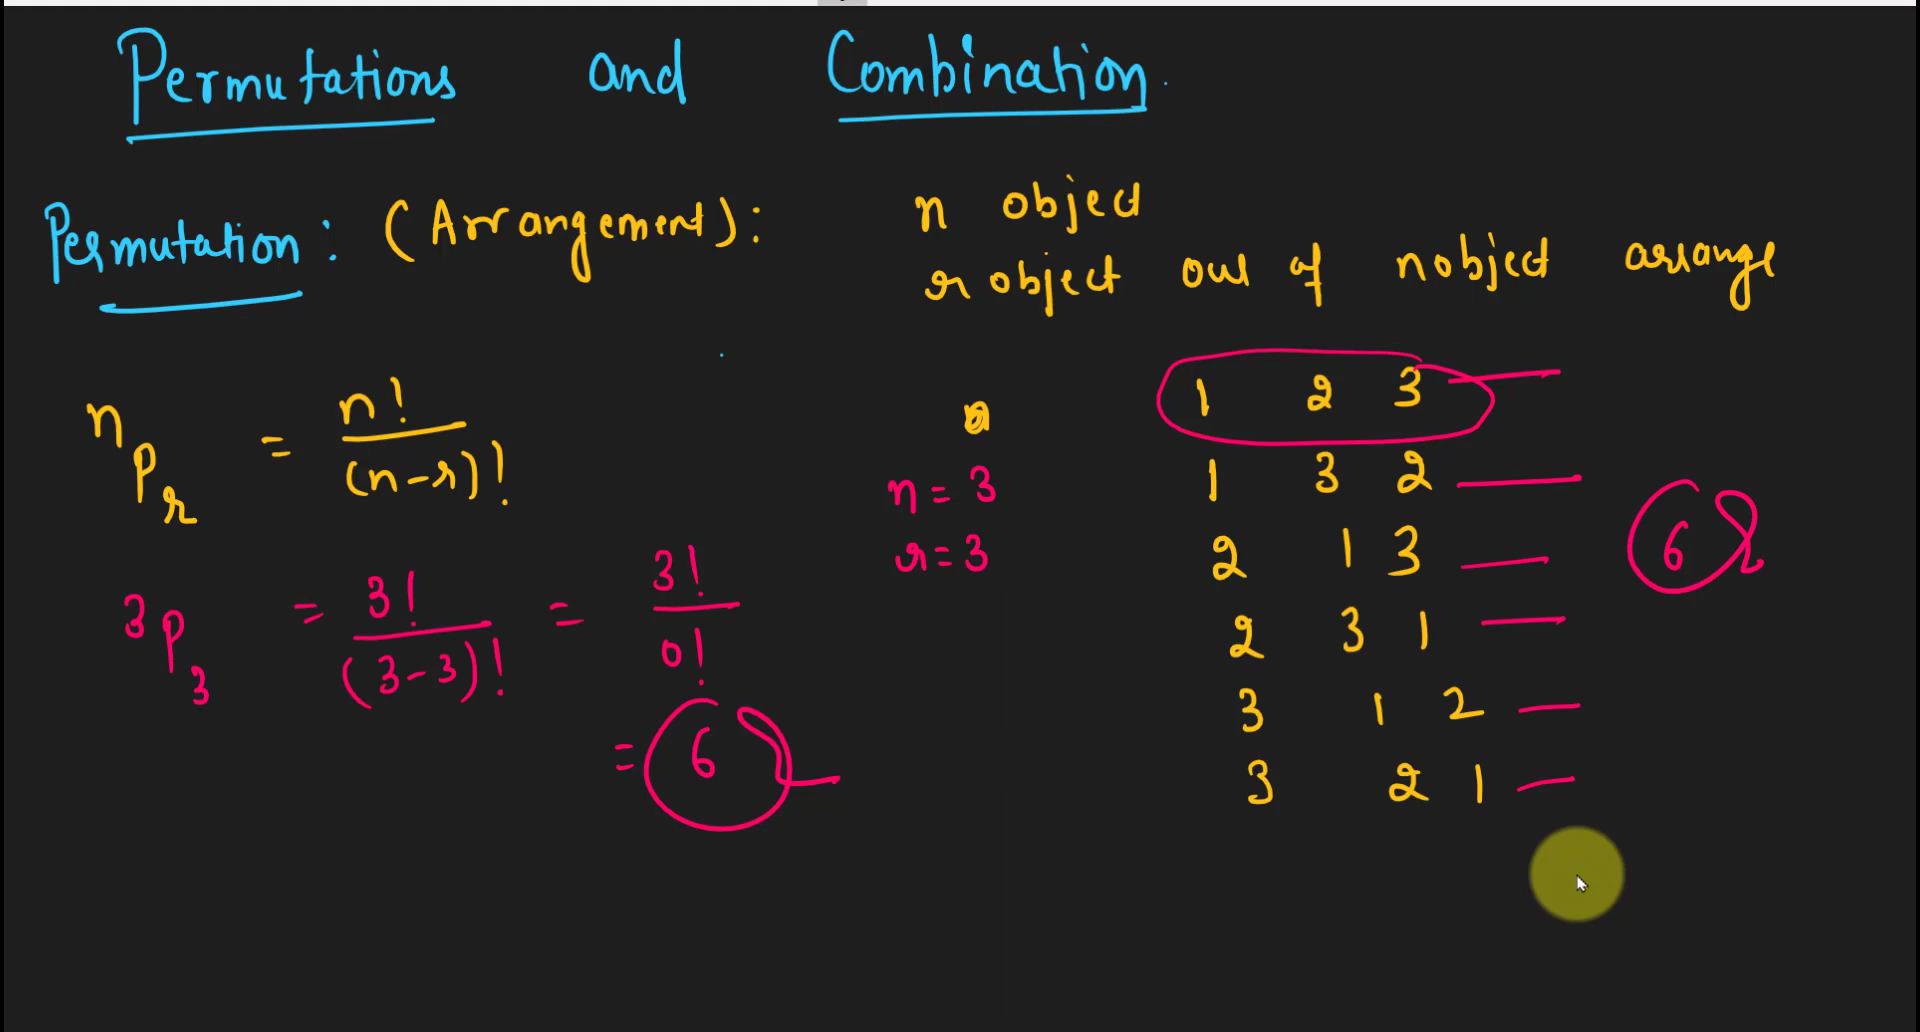 Permutations and Combination.
Permutation: (Arrangement): n object
r object out of n object arrange
nPr = n! / (n-r)!
n = 3
r = 3
3P3 = 3! / (3-3)! = 3! / 0!
= 6
1 2 3
1 3 2
2 1 3
2 3 1
3 1 2
3 2 1
6